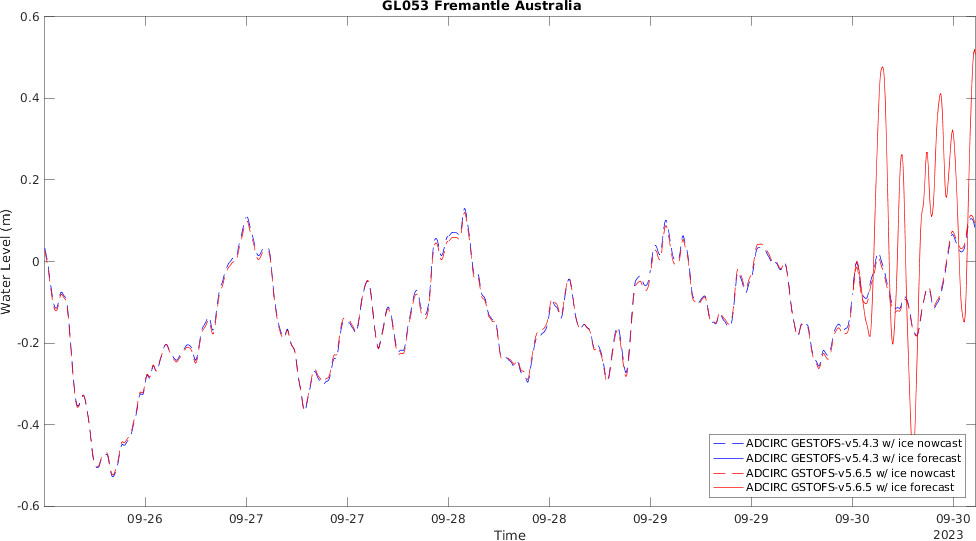 GL053 Fremantle Australia
0.6
0.4
0.2
0
-0.2
-0.4
-0.6
Water Level (m)
09-26
09-27
09-27
09-28
09-28
09-29
09-29
09-30
09-30
2023
Time
ADCIRC GESTOFS-v5.4.3 w/ ice nowcast
ADCIRC GESTOFS-v5.4.3 w/ ice forecast
ADCIRC GSTOFS-v5.6.5 w/ ice nowcast
ADCIRC GSTOFS-v5.6.5 w/ ice forecast